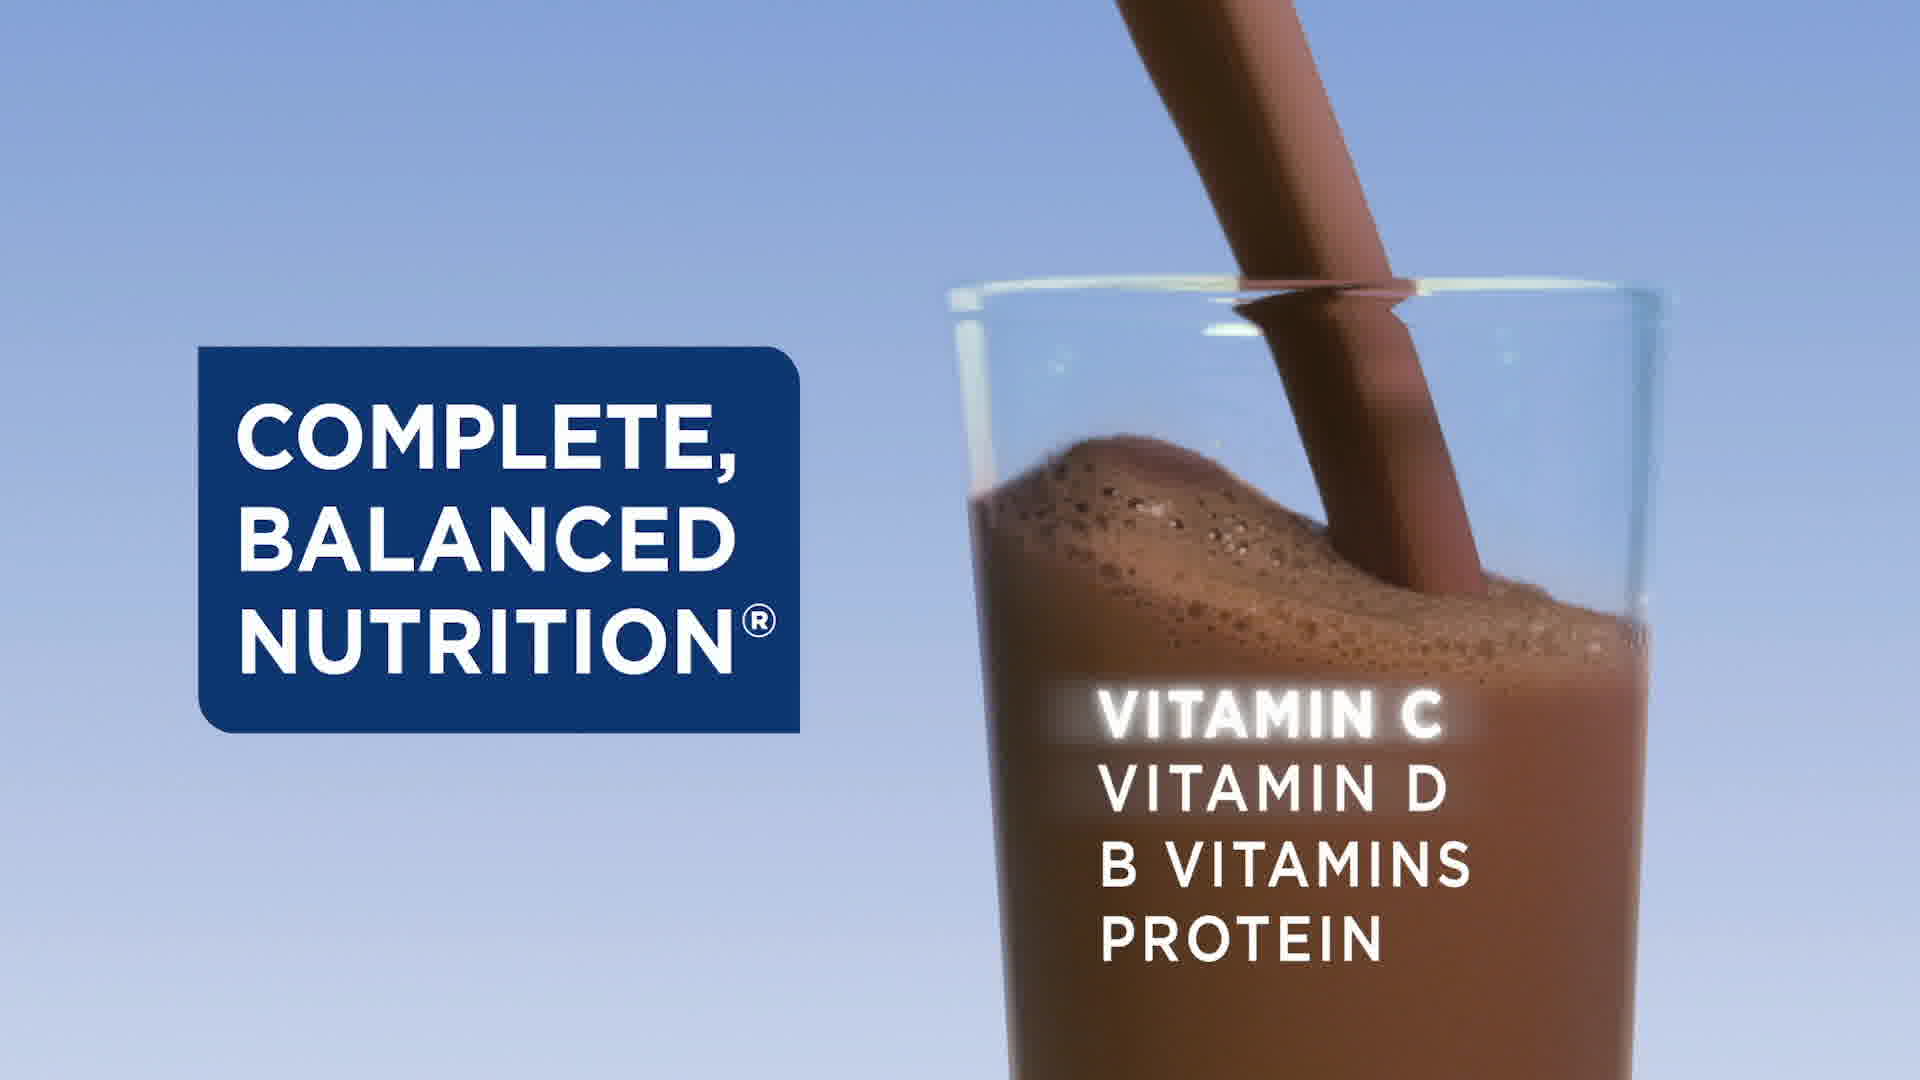 COMPLETE,
BALANCED
NUTRITION®
VITAMIN C
VITAMIN D
B VITAMINS
PROTEIN